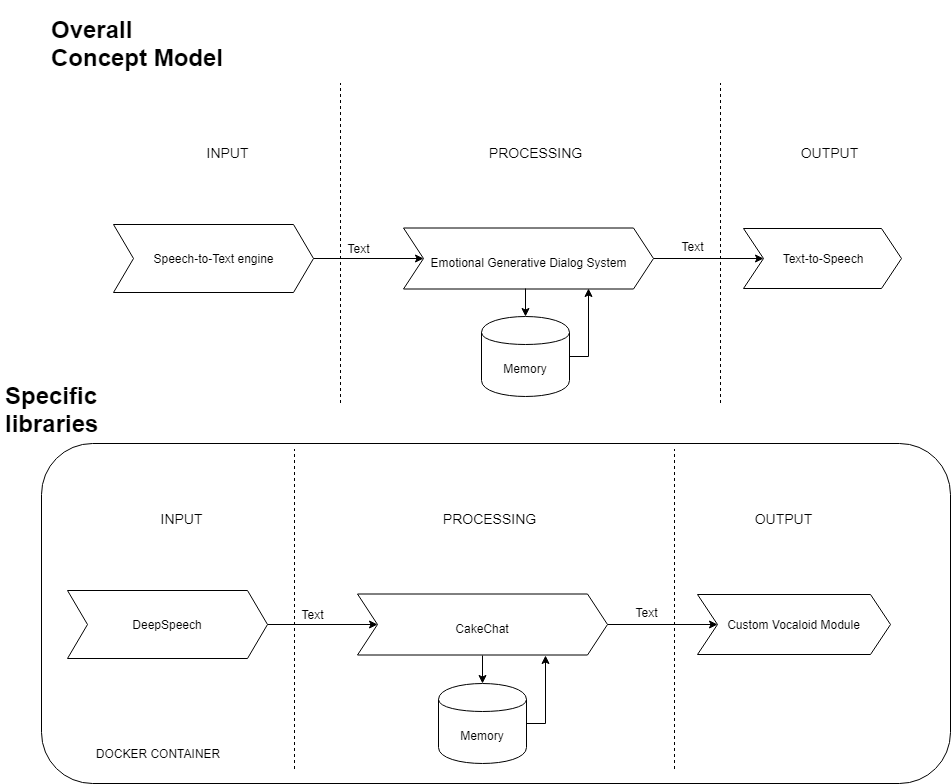 Overall
Concept Model
INPUT
PROCESSING
OUTPUT
Speech-to-Text engine
Text
Emotional Generative Dialog System
Text
Text-to-Speech
Memory
Specific
libraries
INPUT
PROCESSING
OUTPUT
DeepSpeech
Text
CakeChat
Text
Custom Vocaloid Module
Memory
DOCKER CONTAINER